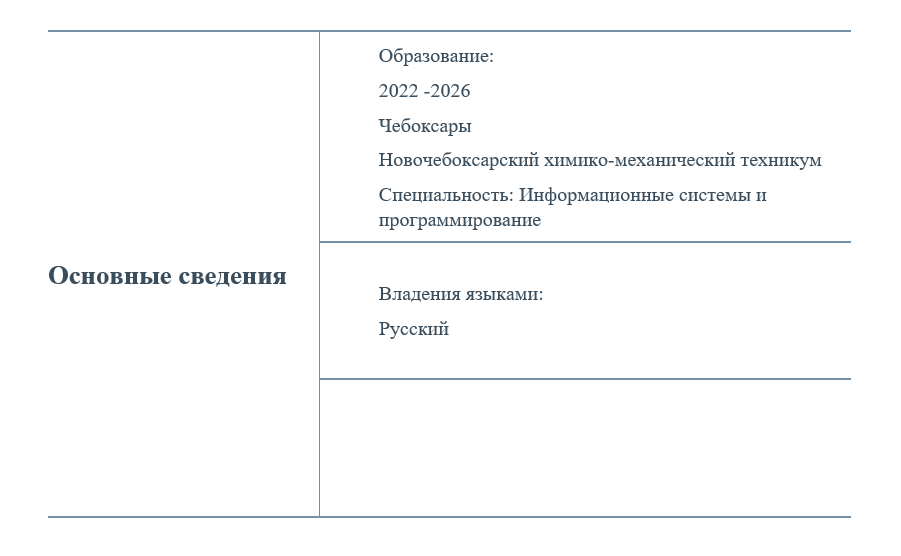 Основные сведения
Образование:
2022 -2026
Чебоксары
Новочебоксарский химико-механический техникум
Специальность: Информационные системы и
программирование
Владения языками:
Русский